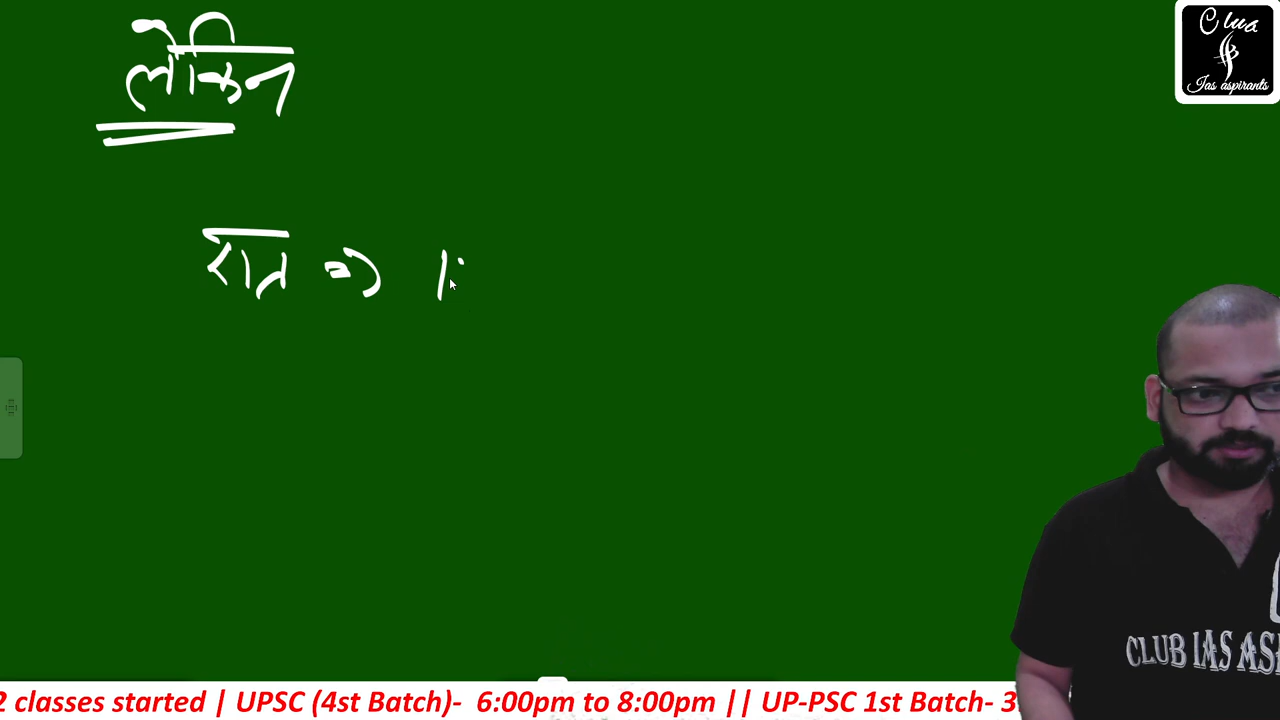 Club
Ias aspirants
लेकिन
रात ⇒
CLUB IAS AS
2 classes started | UPSC (4st Batch)- 6:00pm to 8:00pm || UP-PSC 1st Batch- 3